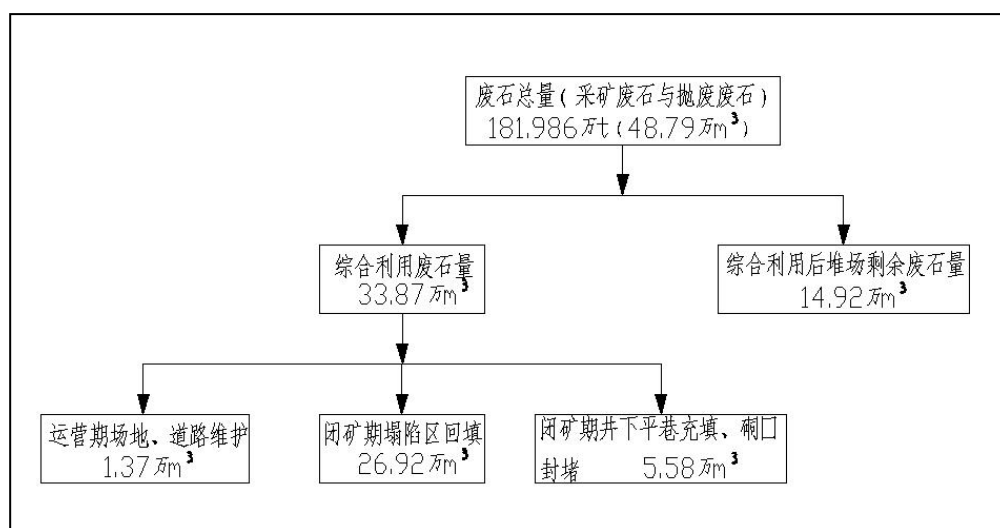 废石总量(采矿废石与抛废废石)
181.986万t(48.79万m³)
综合利用废石量
33.87万m³
综合利用后堆场剩余废石量
14.92万m³
运营期场地、道路维护
1.37万m³
闭矿期塌陷区回填
26.92万m³
闭矿期井下平巷充填、硐口
封堵 5.58万m³